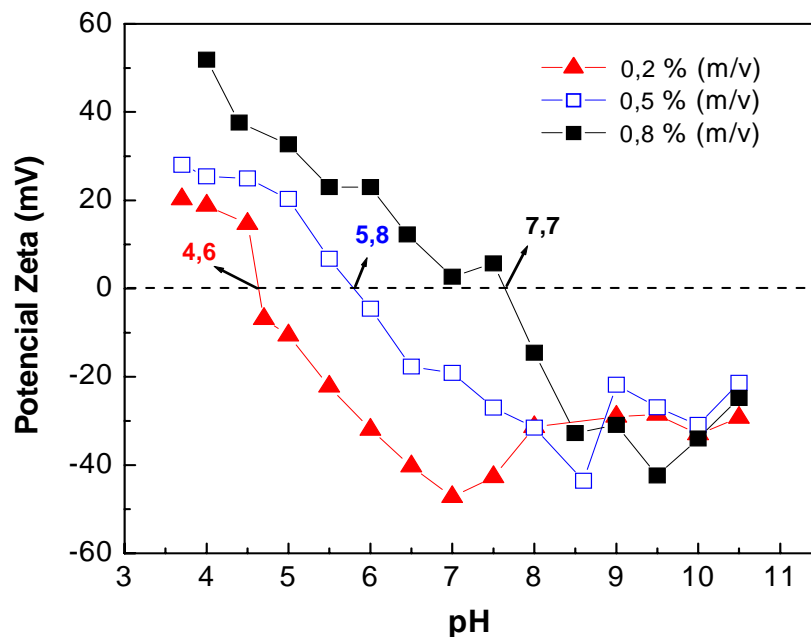 60
40
20
0
-20
-40
-60
3 4 5 6 7 8 9 10 11
Potencial Zeta (mV)
pH
0,2 % (m/v)
0,5 % (m/v)
0,8 % (m/v)
4,6
5,8
7,7